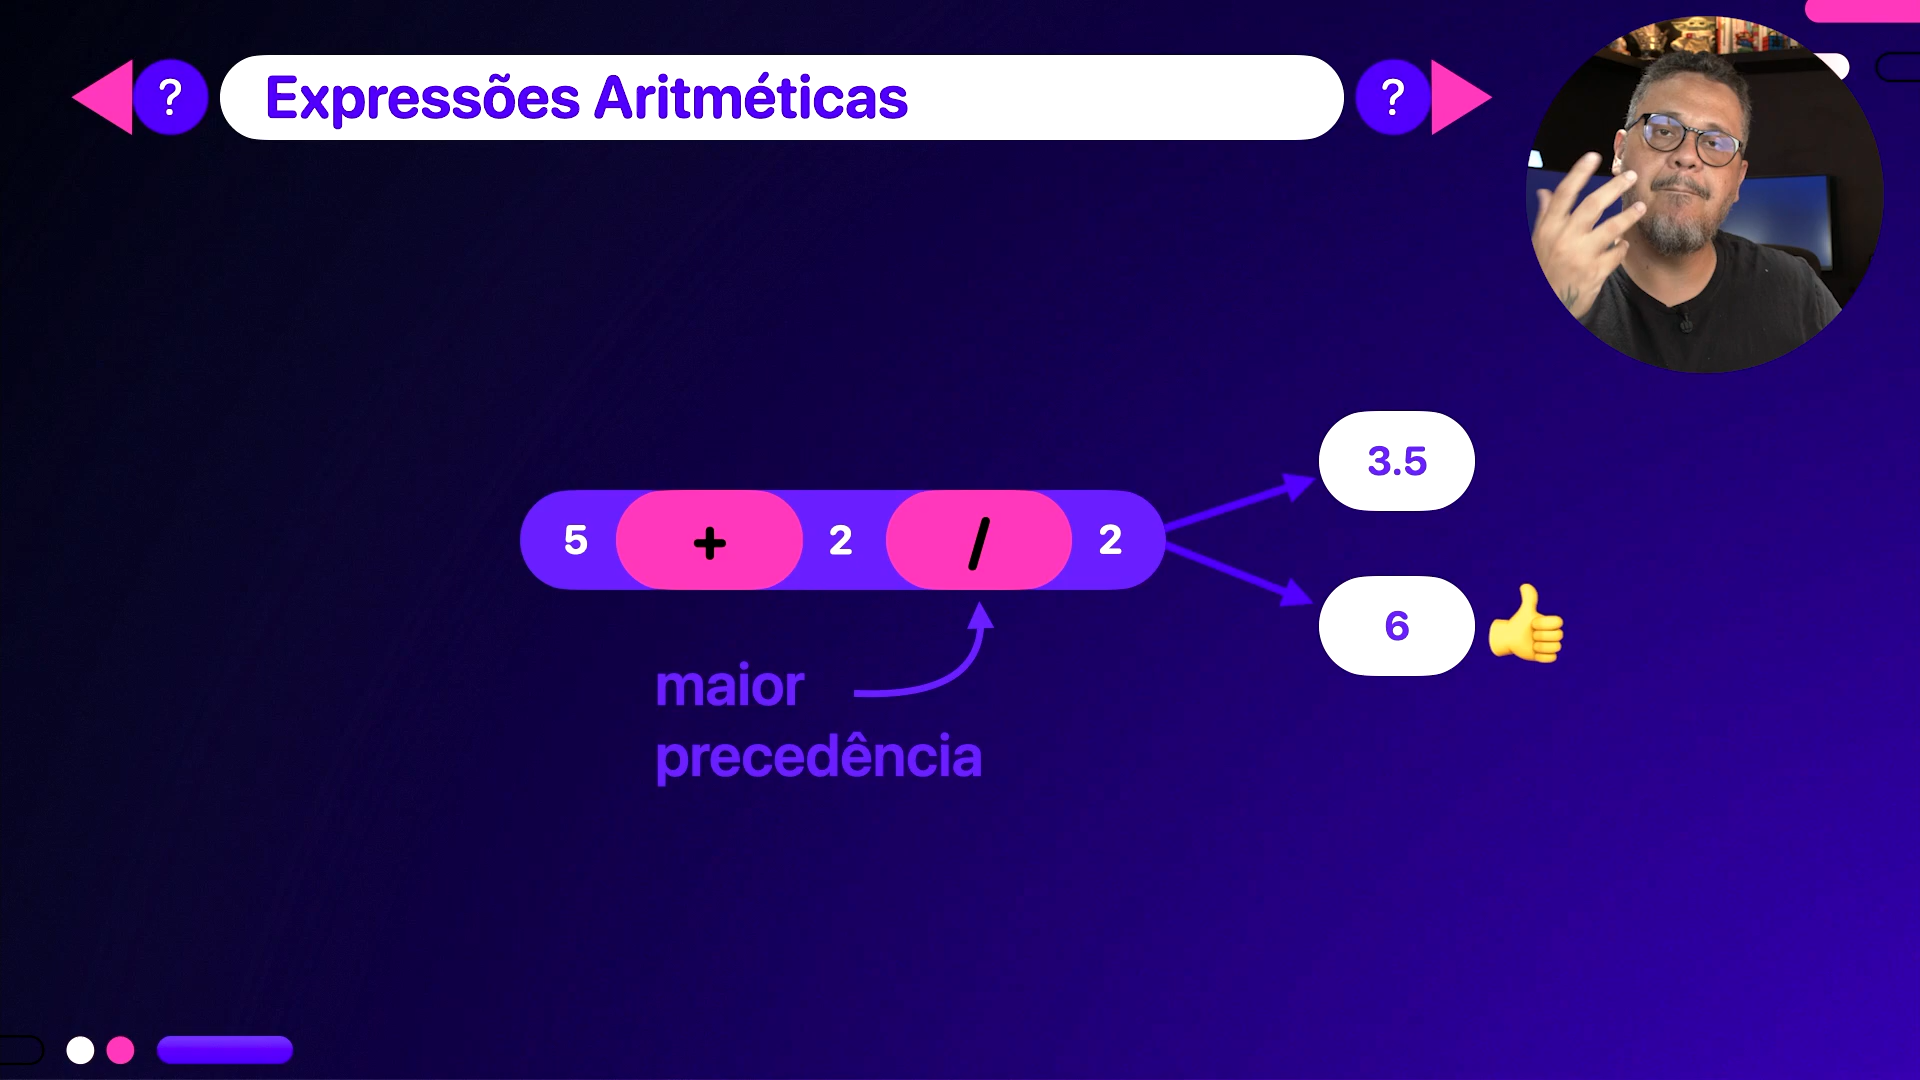 ? Expressões Aritméticas ?
3.5
5 + 2 / 2
6
maior
precedência